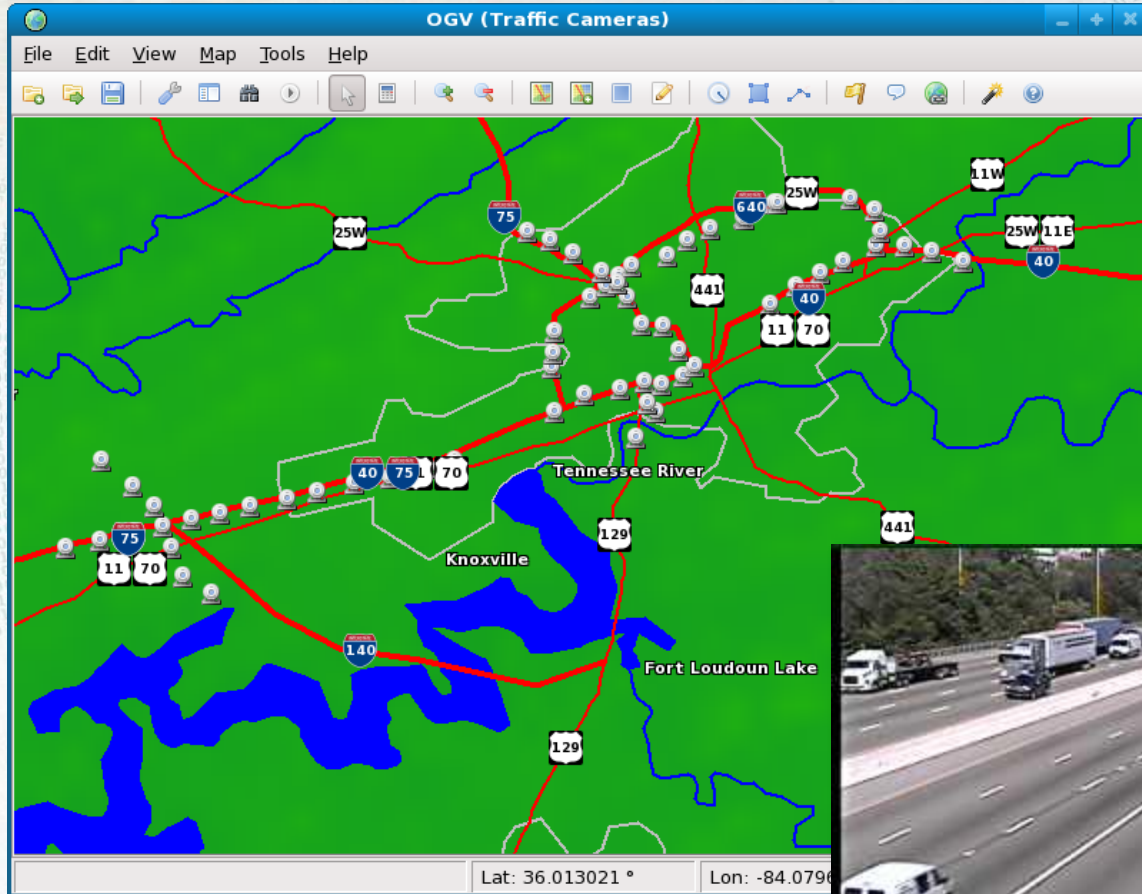 OGV (Traffic Cameras)
File Edit View Map Tools Help
11W
25W
640
75
25W
25W 11E
40
441
40
11 70
40 75 70
Tennessee River
129
441
75
Knoxville
11 70
140
Fort Loudoun Lake
129
Lat: 36.013021 ° Lon: -84.0796